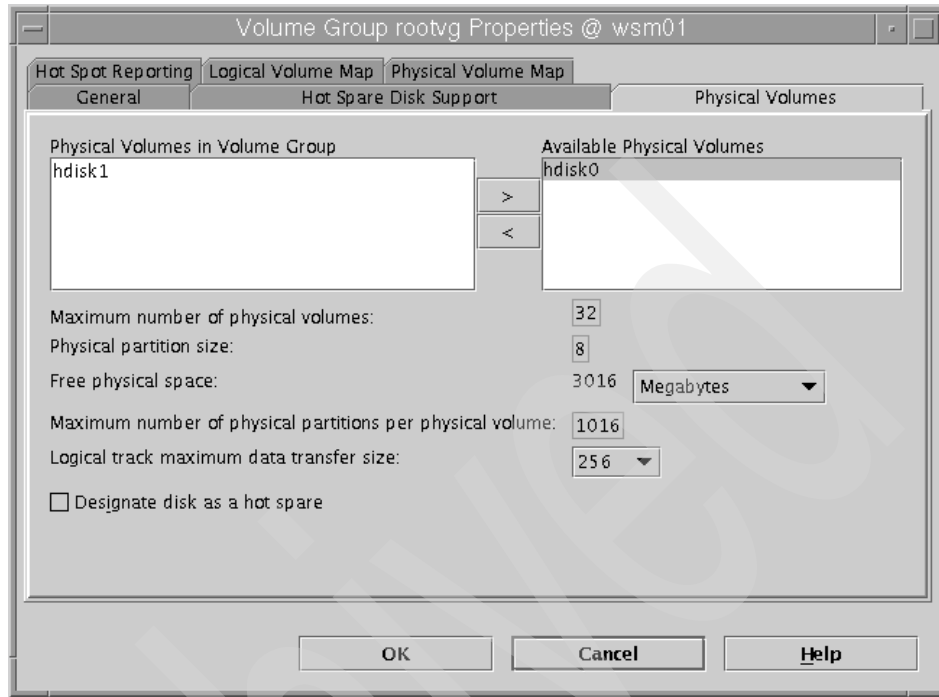 Volume Group rootvg Properties @ wsm01
Hot Spot Reporting Logical Volume Map Physical Volume Map
General Hot Spare Disk Support Physical Volumes
Physical Volumes in Volume Group
hdisk1
>
<
Available Physical Volumes
hdisk0
Maximum number of physical volumes: 32
Physical partition size: 8
Free physical space: 3016 Megabytes
Maximum number of physical partitions per physical volume: 1016
Logical track maximum data transfer size: 256
Designate disk as a hot spare
OK Cancel Help